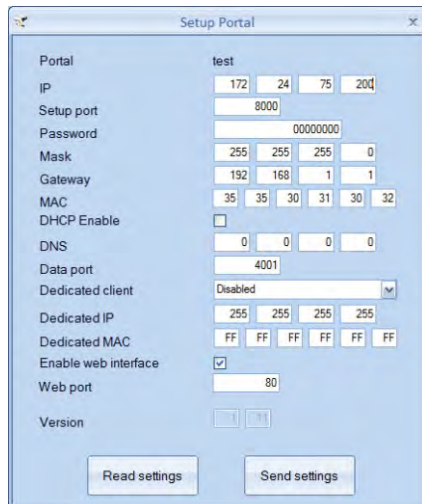 Setup Portal
Portal test
IP 172 24 75 200
Setup port 8000
Password 00000000
Mask 255 255 255 0
Gateway 192 168 1 1
MAC 35 35 30 31 30 32
DHCP Enable
DNS 0 0 0 0
Data port 4001
Dedicated client Disabled
Dedicated IP 255 255 255 255
Dedicated MAC FF FF FF FF FF FF
Enable web interface
Web port 80
Version
Read settings Send settings